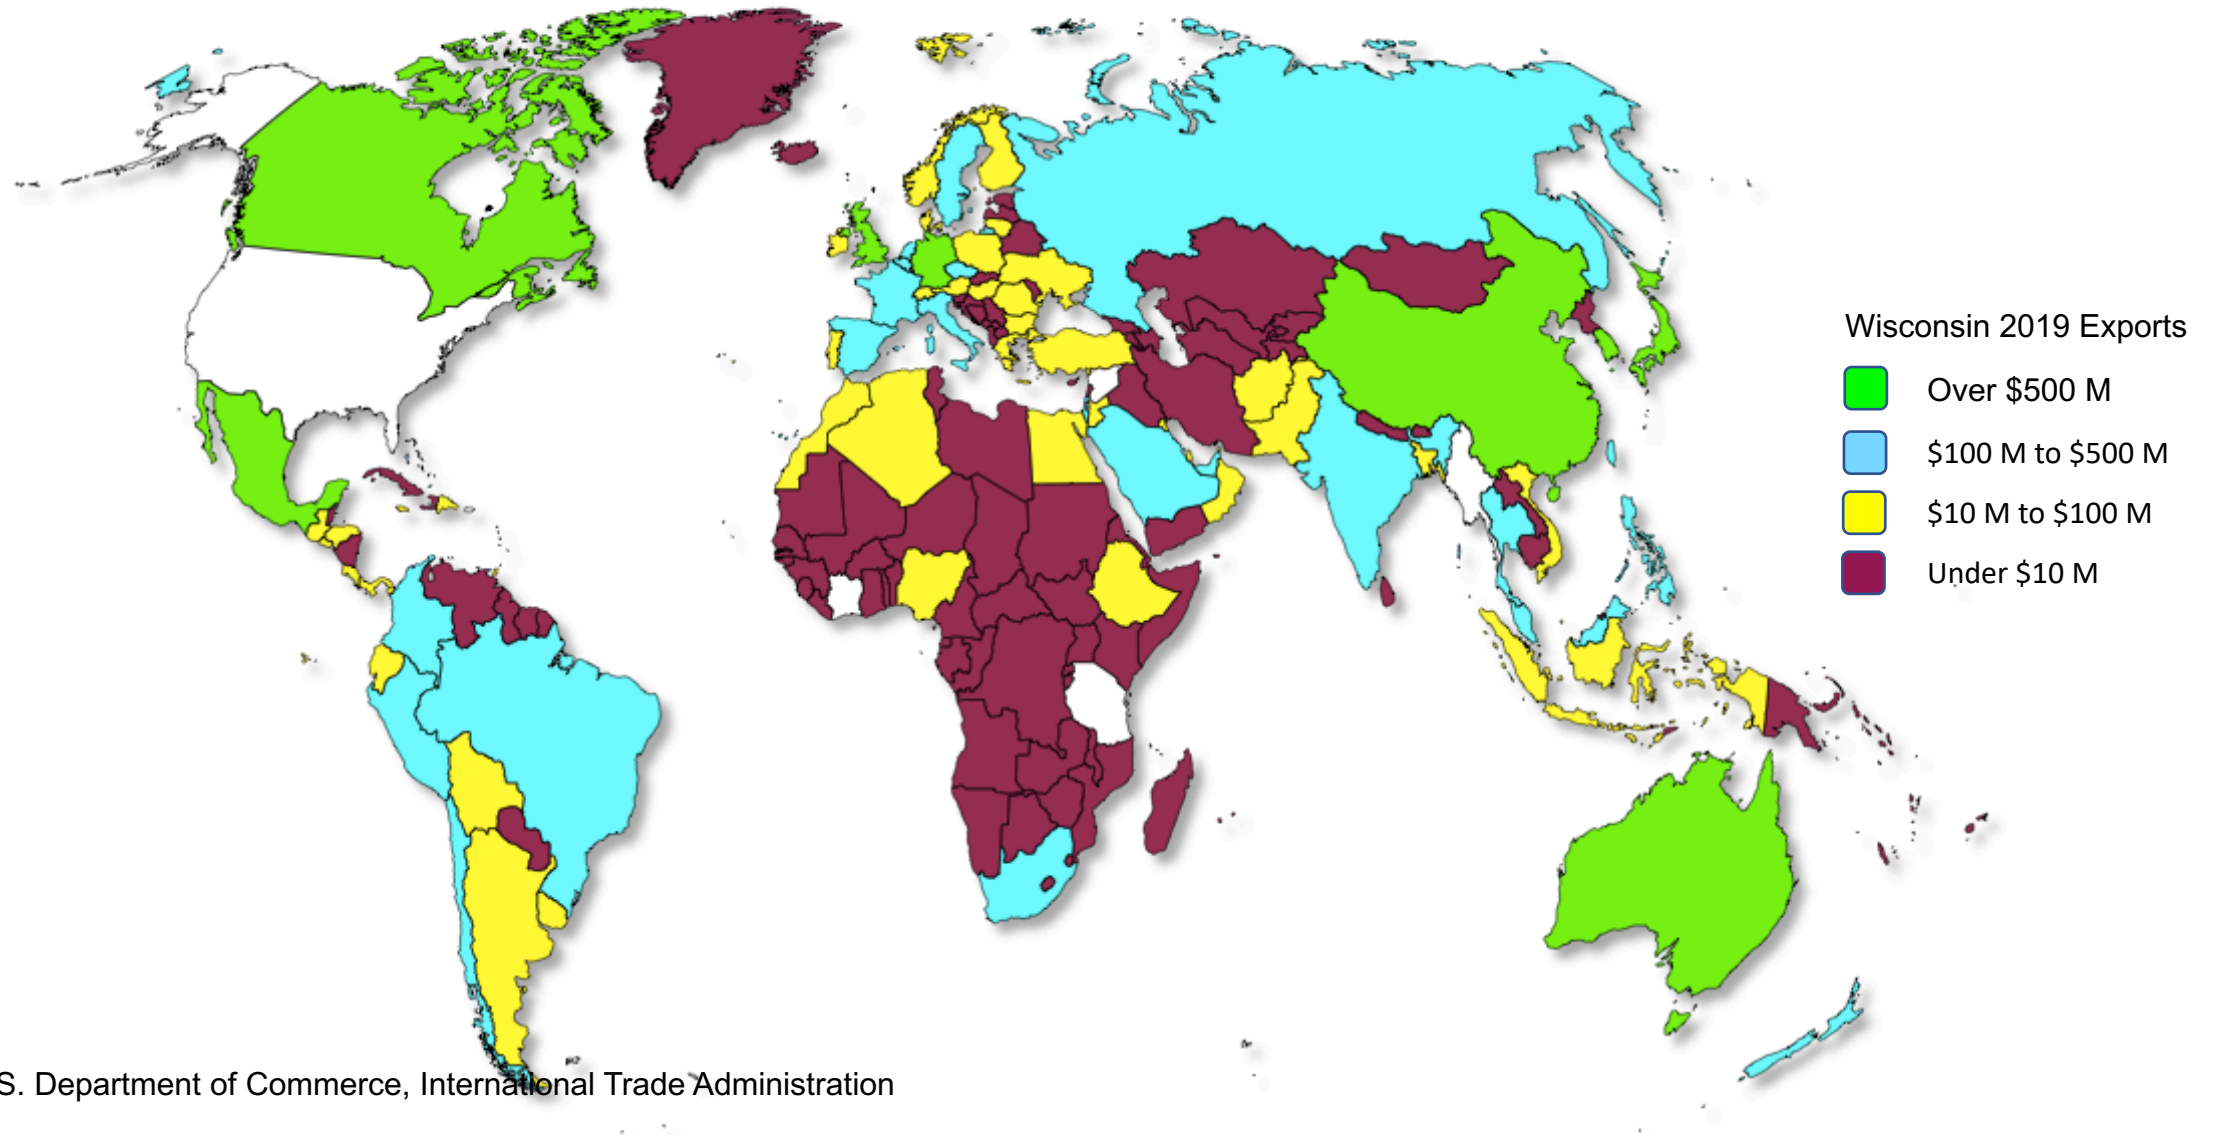 Wisconsin 2019 Exports
Over $500 M
$100 M to $500 M
$10 M to $100 M
Under $10 M
S. Department of Commerce, International Trade Administration